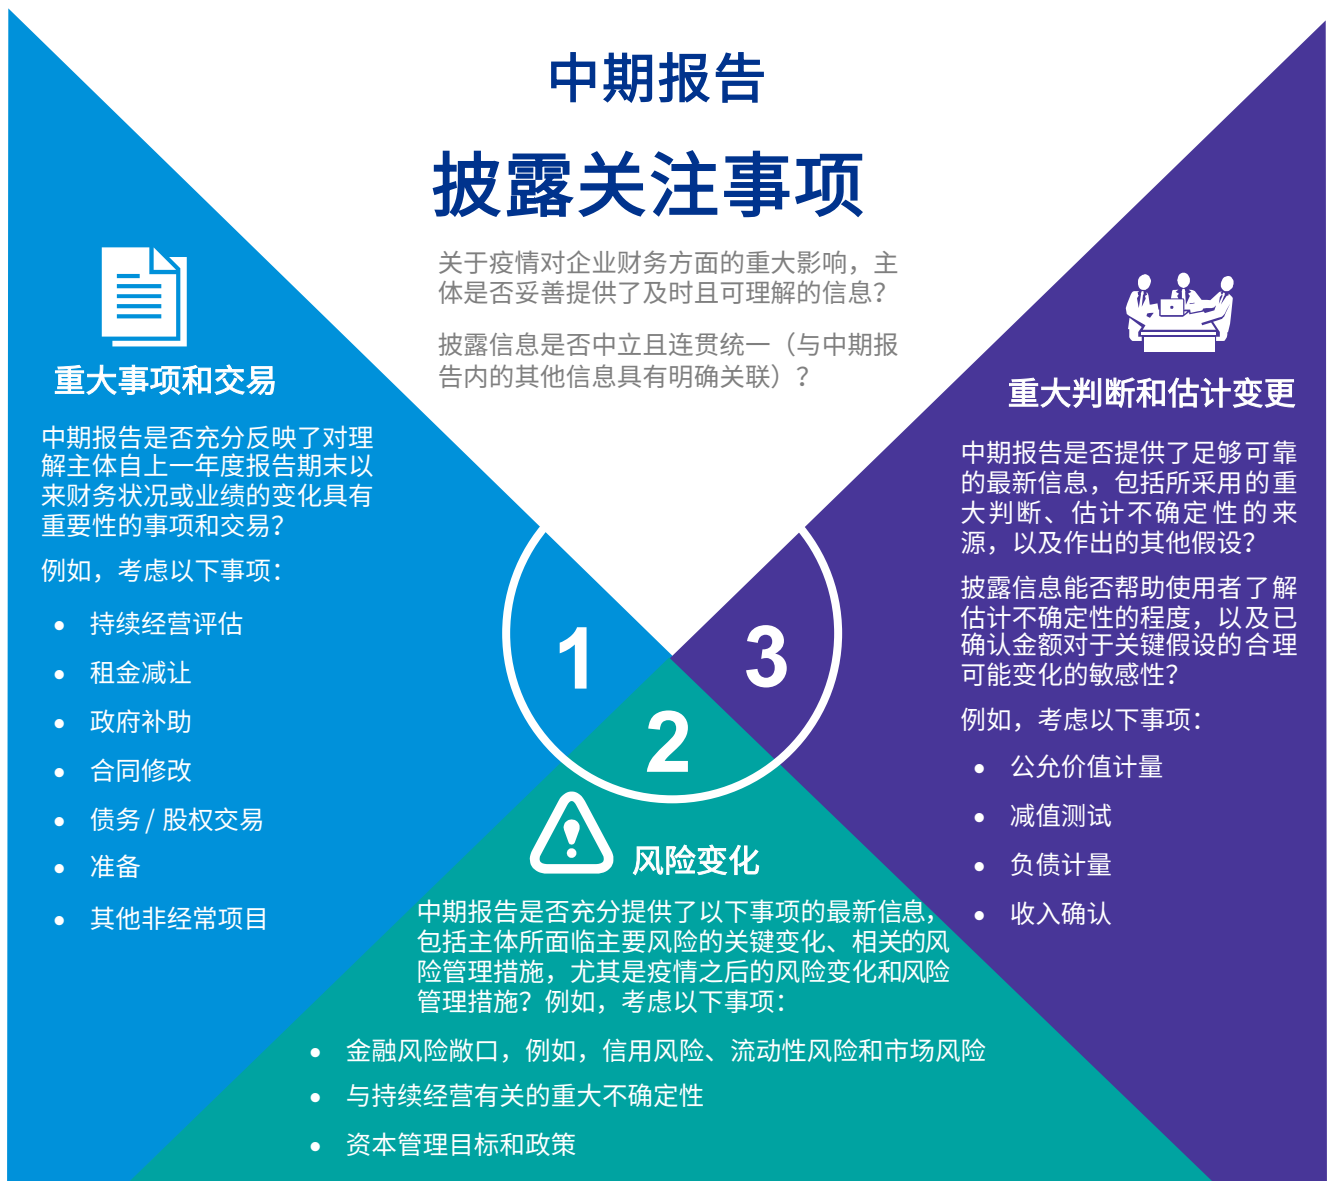 中期报告
披露关注事项
关于疫情对企业财务方面的重大影响，主
体是否妥善提供了及时且可理解的信息？
披露信息是否中立且连贯统一（与中期报
告内的其他信息具有明确关联）？
重大事项和交易
中期报告是否充分反映了对理
解主体自上一年度报告期末以
来财务状况或业绩的变化具有
重要性的事项和交易？
例如，考虑以下事项：
• 持续经营评估
• 租金减让
• 政府补助
• 合同修改
• 债务 / 股权交易
• 准备
• 其他非经常项目
1
2
3
风险变化
中期报告是否充分提供了以下事项的最新信息，
包括主体所面临主要风险的关键变化、相关的风
险管理措施，尤其是疫情之后的风险变化和风险
管理措施？例如，考虑以下事项：
• 金融风险敞口，例如，信用风险、流动性风险和市场风险
• 与持续经营有关的重大不确定性
• 资本管理目标和政策
重大判断和估计变更
中期报告是否提供了足够可靠
的最新信息，包括所采用的重
大判断、估计不确定性的来
源，以及作出的其他假设？
披露信息能否帮助使用者了解
估计不确定性的程度，以及已
确认金额对于关键假设的合理
可能变化的敏感性？
例如，考虑以下事项：
• 公允价值计量
• 减值测试
• 负债计量
• 收入确认